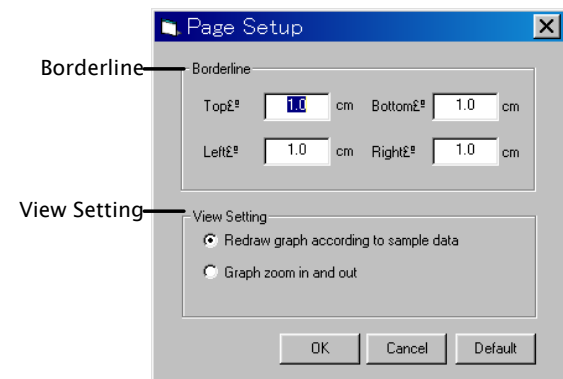 Page Setup
Borderline
Borderline
Top£º 1.0 cm Bottom£º 1.0 cm
Left£º 1.0 cm Right£º 1.0 cm
View Setting
View Setting
Redraw graph according to sample data
Graph zoom in and out
OK Cancel Default